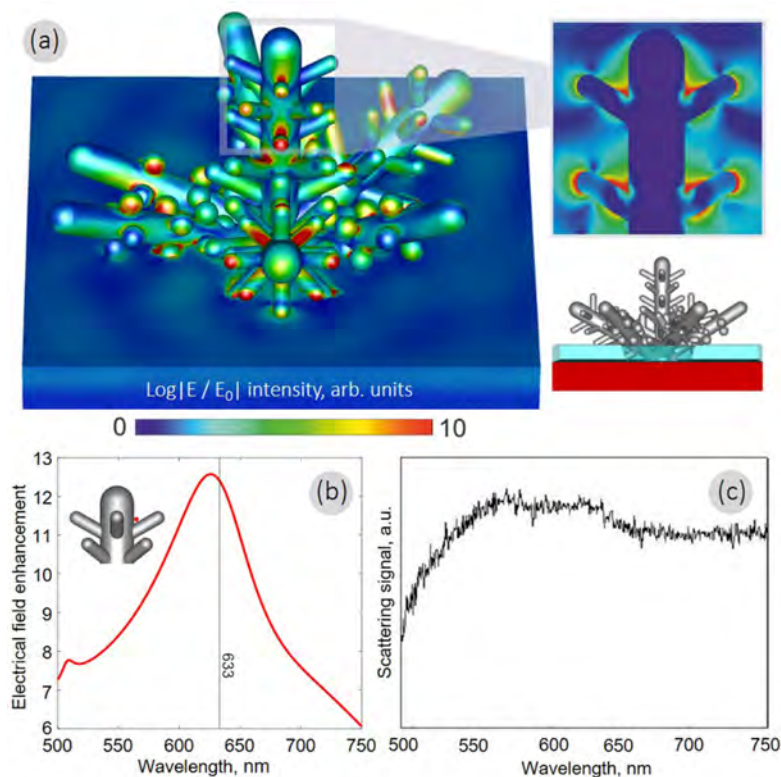 (a)
Log|E / E₀| intensity, arb. units
0 10
(b)
Electrical field enhancement
13
12
11
10
9
8
7
6
633
500 550 600 650 700 750
Wavelength, nm
(c)
Scattering signal, a.u.
500 550 600 650 700 750
Wavelength, nm